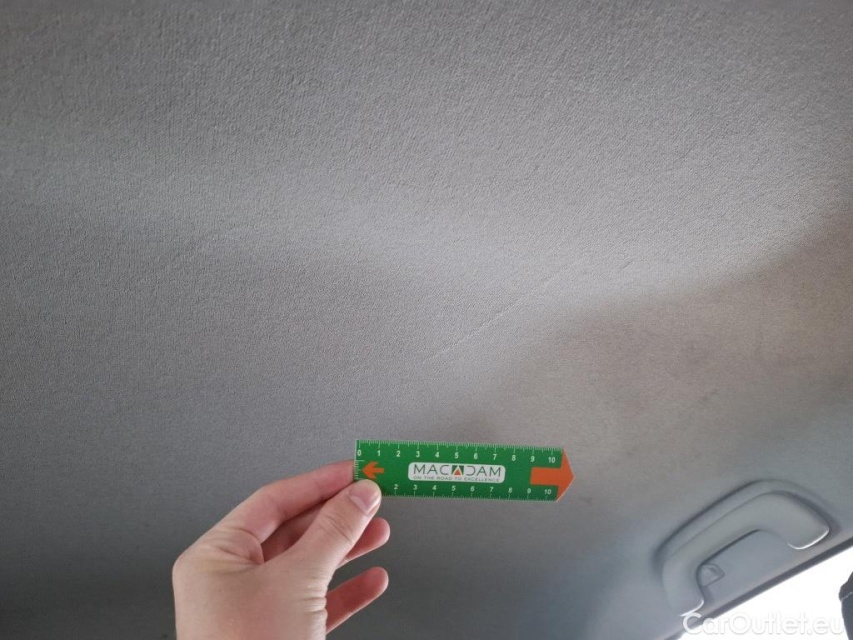 0 1 2 3 4 5 6 7 8 9 10
MACADAM
ON THE ROAD TO EXCELLENCE
2 3 4 5 6 7 8 9 10
CarOutlet.eu